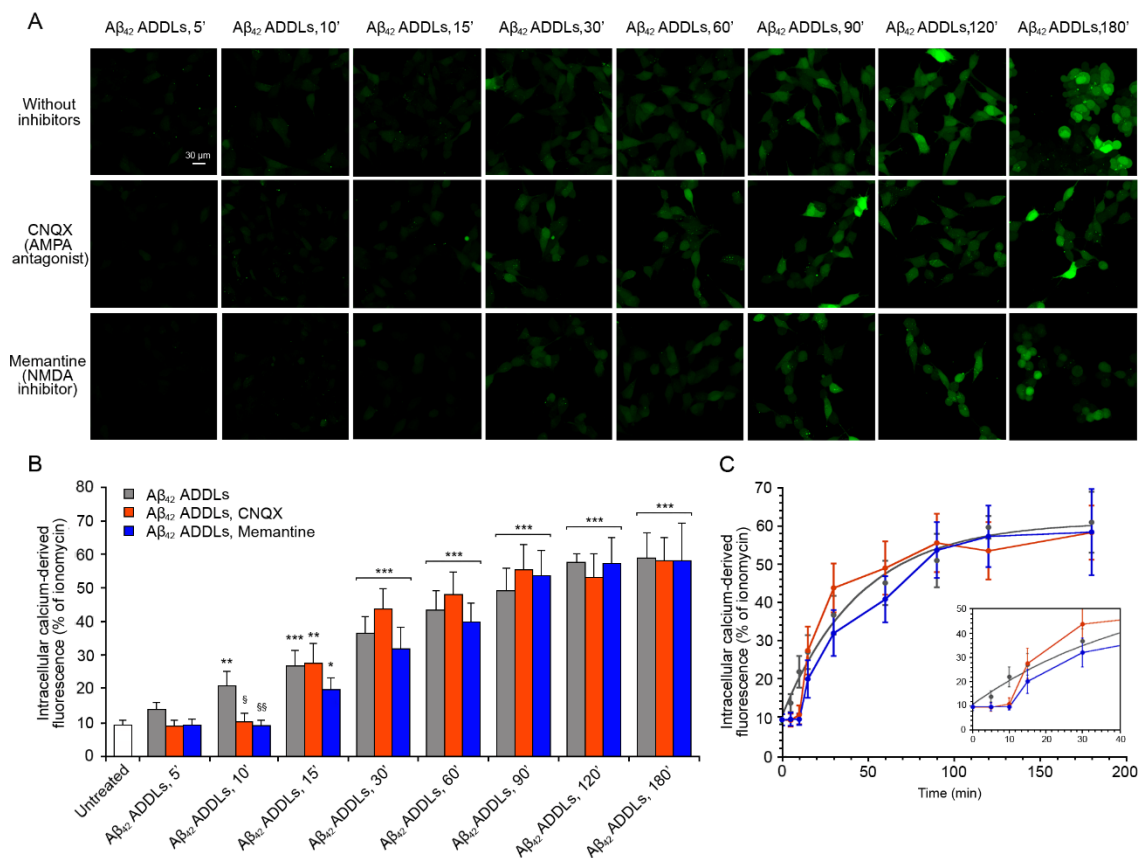 A
Aβ₄₂ ADDLs, 5’ Aβ₄₂ ADDLs, 10’ Aβ₄₂ ADDLs, 15’ Aβ₄₂ ADDLs,30’ Aβ₄₂ ADDLs, 60’ Aβ₄₂ ADDLs, 90’ Aβ₄₂ ADDLs,120’ Aβ₄₂ ADDLs,180’
Without
inhibitors
30 µm
CNQX
(AMPA
antagonist)
Memantine
(NMDA
inhibitor)
B
Intracellular calcium-derived
fluorescence (% of ionomycin)
80
70
60
50
40
30
20
10
0
Aβ₄₂ ADDLs
Aβ₄₂ ADDLs, CNQX
Aβ₄₂ ADDLs, Memantine
** § §§
*** ** *
***
***
***
***
***
Untreated
Aβ₄₂ ADDLs, 5’
Aβ₄₂ ADDLs, 10’
Aβ₄₂ ADDLs, 15’
Aβ₄₂ ADDLs, 30’
Aβ₄₂ ADDLs, 60’
Aβ₄₂ ADDLs, 90’
Aβ₄₂ ADDLs, 120’
Aβ₄₂ ADDLs, 180’
C
Intracellular calcium-derived
fluorescence (% of ionomycin)
70
60
50
40
30
20
10
0
0 50 100 150 200
Time (min)
50
40
30
20
10
0
0 10 20 30 40